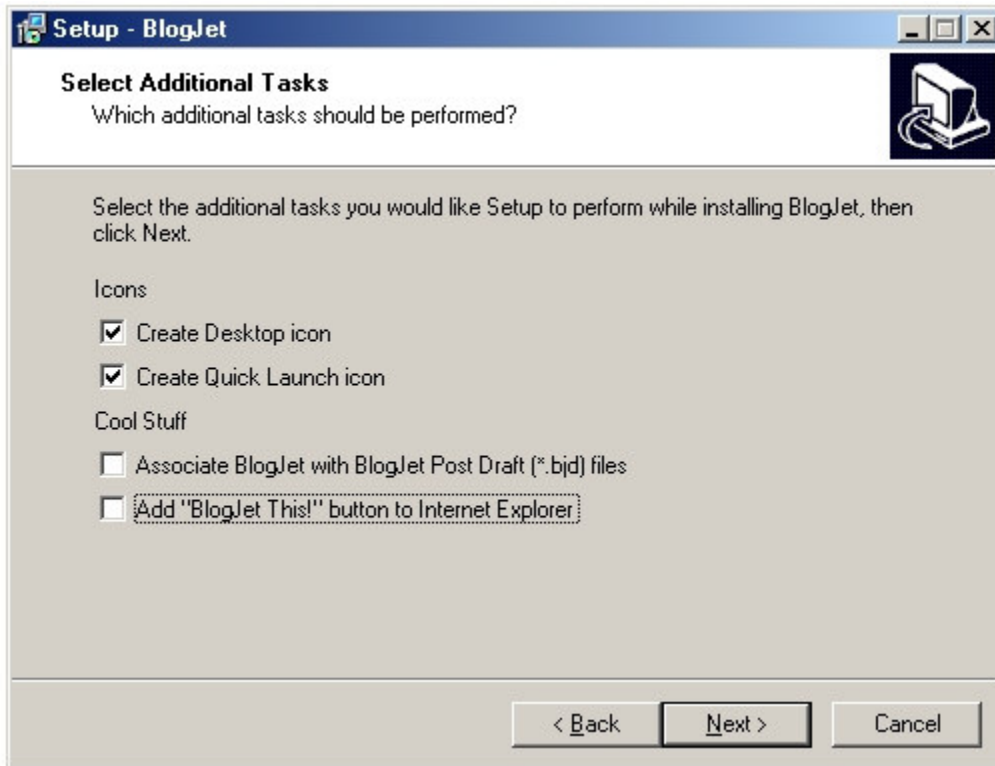 Setup - BlogJet
Select Additional Tasks
Which additional tasks should be performed?
Select the additional tasks you would like Setup to perform while installing BlogJet, then
click Next.
Icons
Create Desktop icon
Create Quick Launch icon
Cool Stuff
Associate BlogJet with BlogJet Post Draft (*.bjd) files
Add "BlogJet This!" button to Internet Explorer
< Back
Next >
Cancel